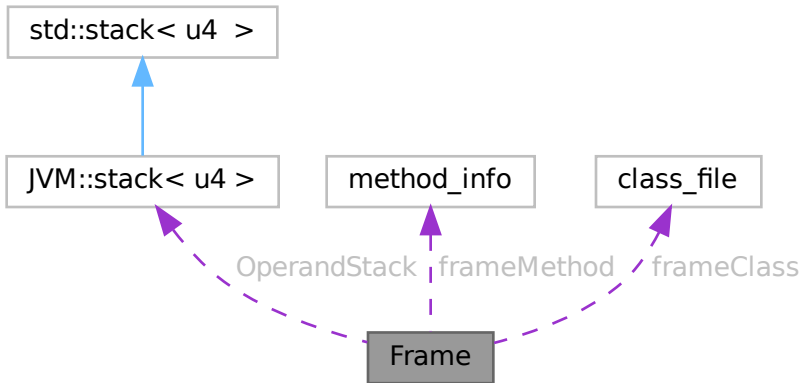 std::stack< u4  >
JVM::stack< u4 >
method_info
class_file
OperandStack
frameMethod
frameClass
Frame